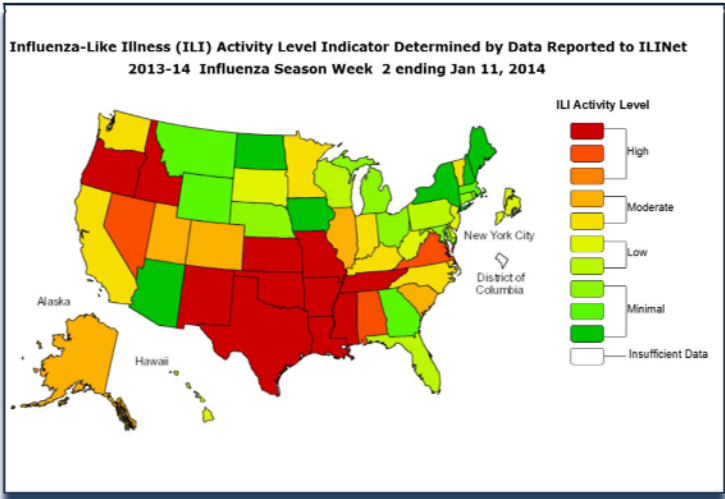 Influenza-Like Illness (ILI) Activity Level Indicator Determined by Data Reported to ILINet
2013-14 Influenza Season Week 2 ending Jan 11, 2014
ILI Activity Level
High
Moderate
Low
Minimal
Insufficient Data
New York City
District of
Columbia
Alaska
Hawaii